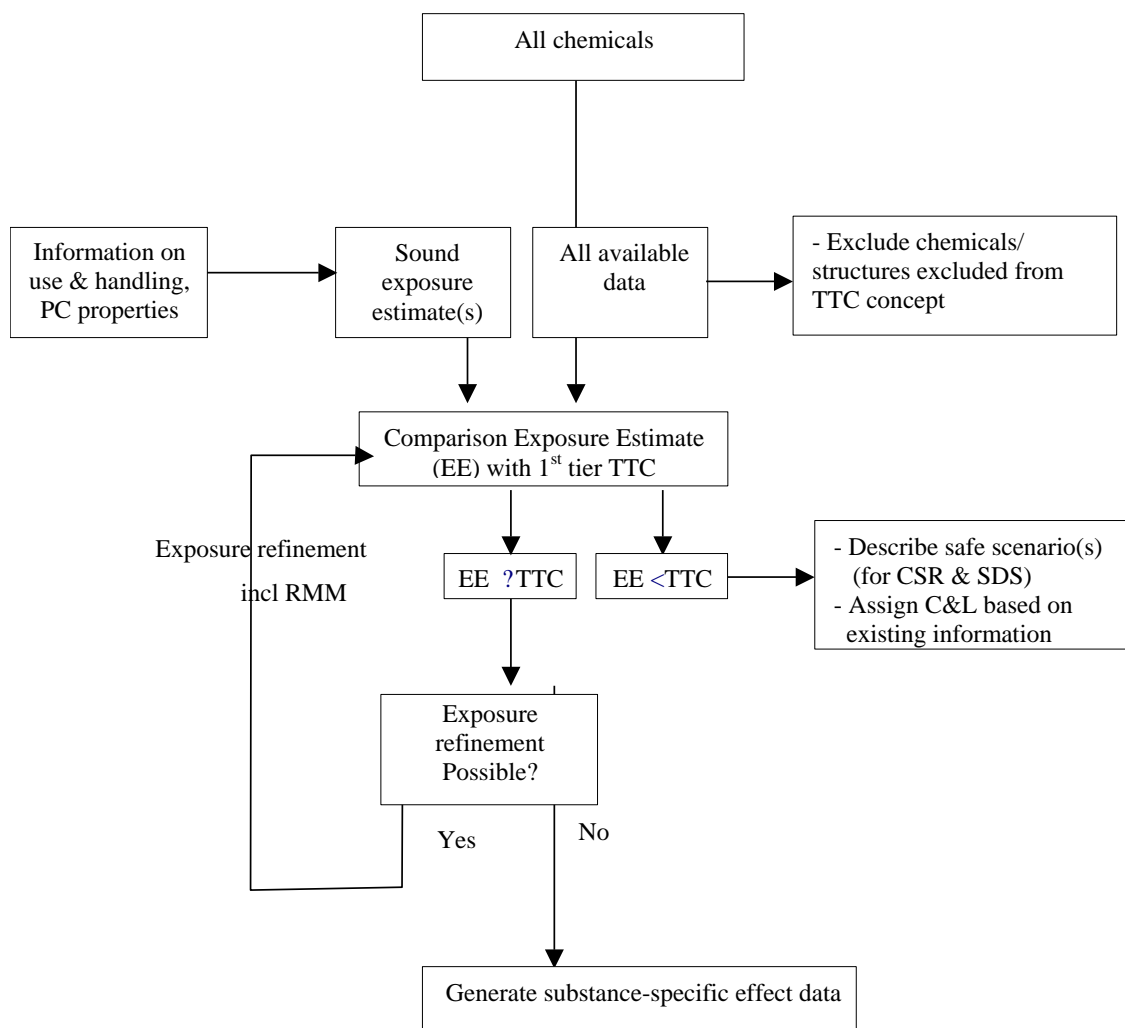 All chemicals
Information on
use & handling,
PC properties
Sound
exposure
estimate(s)
All available
data
- Exclude chemicals/
structures excluded from
TTC concept
Comparison Exposure Estimate
(EE) with 1st tier TTC
Exposure refinement
incl RMM
EE ?TTC
EE <TTC
- Describe safe scenario(s)
(for CSR & SDS)
- Assign C&L based on
existing information
Exposure
refinement
Possible?
Yes
No
Generate substance-specific effect data